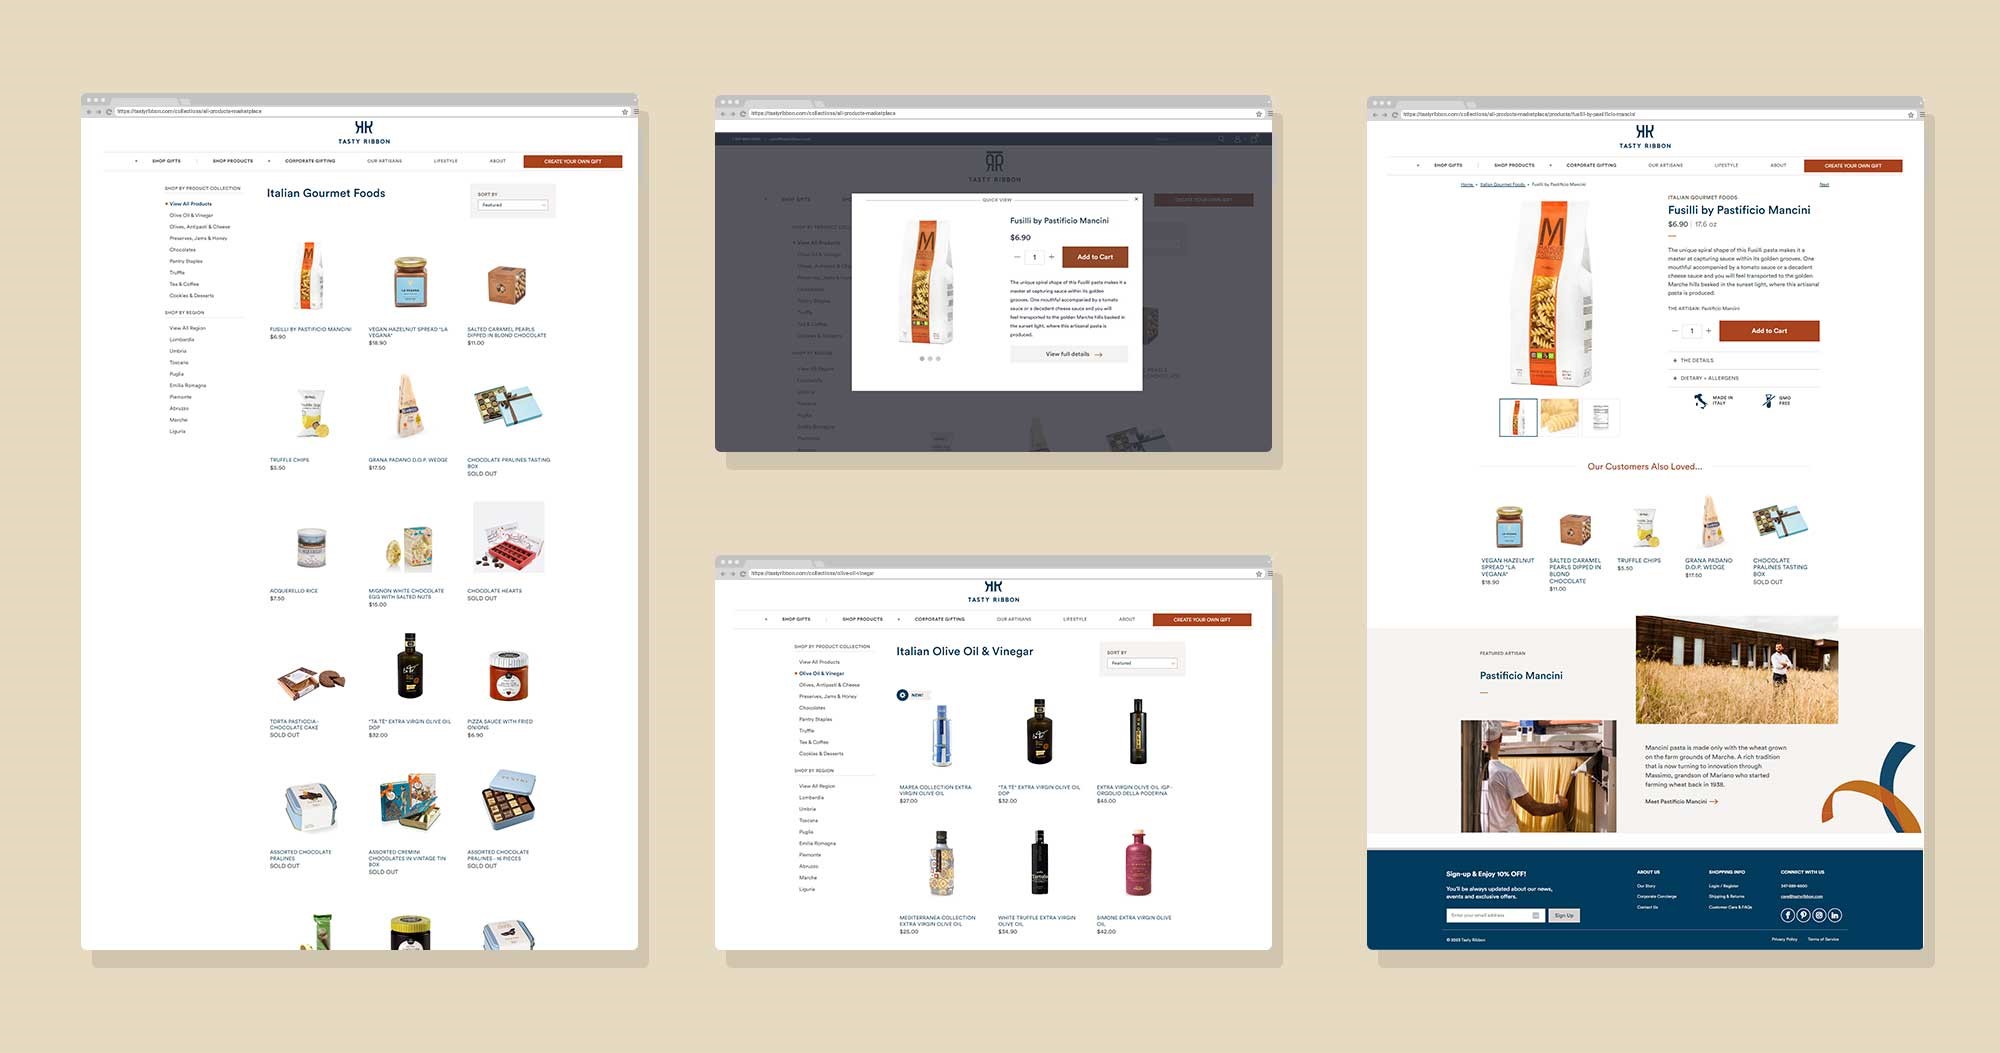 https://tastyribbon.com/collections/all-products-marketplace
TASTY RIBBON
SHOP GIFTS
SHOP PRODUCTS
CORPORATE GIFTING
OUR ARTISANS
LIFESTYLE
ABOUT
CREATE YOUR OWN GIFT
SHOP BY PRODUCT COLLECTION
View All Products
Olive Oil & Vinegar
Olives, Antipasti & Cheese
Preserves, Jams & Honey
Chocolates
Pantry Staples
Truffle
Tea & Coffee
Cookies & Desserts
SHOP BY REGION
View All Region
Lombardia
Umbria
Toscana
Puglia
Emilia Romagna
Piemonte
Abruzzo
Marche
Liguria
Italian Gourmet Foods
SORT BY
Featured
FUSILLI BY PASTIFICIO MANCINI
$6.90
VEGAN HAZELNUT SPREAD "LA
VEGANA"
$18.90
SALTED CARAMEL PEARLS
DIPPED IN BLOND CHOCOLATE
$11.00
TRUFFLE CHIPS
$5.50
GRANA PADANO D.O.P. WEDGE
$17.50
CHOCOLATE PRALINES TASTING
BOX
SOLD OUT
ACQUERELLO RICE
$7.50
MIGNON WHITE CHOCOLATE
EGG WITH SALTED NUTS
$15.00
CHOCOLATE HEARTS
SOLD OUT
TORTA PASTICCIA -
CHOCOLATE CAKE
SOLD OUT
"TA TÈ" EXTRA VIRGIN OLIVE OIL
DOP
$32.00
PIZZA SAUCE WITH FRIED
ONIONS
$6.90
ASSORTED CHOCOLATE
PRALINES
SOLD OUT
ASSORTED CREMINI
CHOCOLATES IN VINTAGE TIN
BOX
SOLD OUT
ASSORTED CHOCOLATE
PRALINES - 16 PIECES
SOLD OUT
https://tastyribbon.com/collections/all-products-marketplace
TASTY RIBBON
SHOP GIFTS
CREATE YOUR OWN GIFT
QUICK VIEW
Fusilli by Pastificio Mancini
$6.90
1
Add to Cart
The unique spiral shape of this Fusilli pasta makes it a
master at capturing sauce within its golden
grooves. One mouthful accompanied by a tomato
sauce or a decadent cheese sauce and you will
feel transported to the golden Marche hills basked in
the sunset light, where this artisanal pasta is
produced.
View full details
https://tastyribbon.com/collections/olive-oil-vinegar
TASTY RIBBON
SHOP GIFTS
SHOP PRODUCTS
CORPORATE GIFTING
OUR ARTISANS
LIFESTYLE
ABOUT
CREATE YOUR OWN GIFT
SHOP BY PRODUCT COLLECTION
View All Products
Olive Oil & Vinegar
Olives, Antipasti & Cheese
Preserves, Jams & Honey
Chocolates
Pantry Staples
Truffle
Tea & Coffee
Cookies & Desserts
SHOP BY REGION
View All Region
Lombardia
Umbria
Toscana
Puglia
Emilia Romagna
Piemonte
Abruzzo
Marche
Liguria
Italian Olive Oil & Vinegar
SORT BY
Featured
NEW!
MAREA COLLECTION EXTRA
VIRGIN OLIVE OIL
$27.00
"TA TÈ" EXTRA VIRGIN OLIVE OIL
DOP
$32.00
EXTRA VIRGIN OLIVE OIL IGP -
ORGOLIO DELLA PODERINA
$45.00
MEDITERRANEA COLLECTION
EXTRA VIRGIN OLIVE OIL
$25.00
WHITE TRUFFLE EXTRA VIRGIN
OLIVE OIL
$34.90
SIMONE EXTRA VIRGIN OLIVE
OIL
$42.00
https://tastyribbon.com/collections/all-products-marketplace/products/fusilli-by-pastificio-mancini
TASTY RIBBON
SHOP GIFTS
SHOP PRODUCTS
CORPORATE GIFTING
OUR ARTISANS
LIFESTYLE
ABOUT
CREATE YOUR OWN GIFT
Home • Italian Gourmet Foods • Fusilli by Pastificio Mancini
Next
ITALIAN GOURMET FOODS
Fusilli by Pastificio Mancini
$6.90 | 17.6 oz
The unique spiral shape of this Fusilli pasta makes it a
master at capturing sauce within its golden grooves. One
mouthful accompanied by a tomato sauce or a decadent
cheese sauce and you will feel transported to the golden
Marche hills basked in the sunset light, where this artisanal
pasta is produced.
THE ARTISAN: Pastificio Mancini
1
Add to Cart
+ THE DETAILS
+ DIETARY + ALLERGENS
MADE IN
ITALY
GMO
FREE
Our Customers Also Loved...
VEGAN HAZELNUT
SPREAD "LA
VEGANA"
$18.90
SALTED CARAMEL
PEARLS DIPPED IN
BLOND
CHOCOLATE
$11.00
TRUFFLE CHIPS
$5.50
GRANA PADANO
D.O.P. WEDGE
$17.50
CHOCOLATE
PRALINES TASTING
BOX
SOLD OUT
FEATURED ARTISAN
Pastificio Mancini
Mancini pasta is made only with the wheat grown
on the farm grounds of Marche. A rich tradition
that is now turning to innovation through
Massimo, grandson of Mariano who started
farming wheat back in 1938.
Meet Pastificio Mancini
Sign-up & Enjoy 10% OFF!
You'll be always updated about our news,
events and exclusive offers.
Enter your email address
Sign Up
ABOUT US
Our Story
Corporate Concierge
Contact Us
SHOPPING INFO
Login / Register
Shipping & Returns
Customer Care & FAQs
CONNECT WITH US
347-989-6600
care@tastyribbon.com
© 2023 Tasty Ribbon
Privacy Policy
Terms of Service